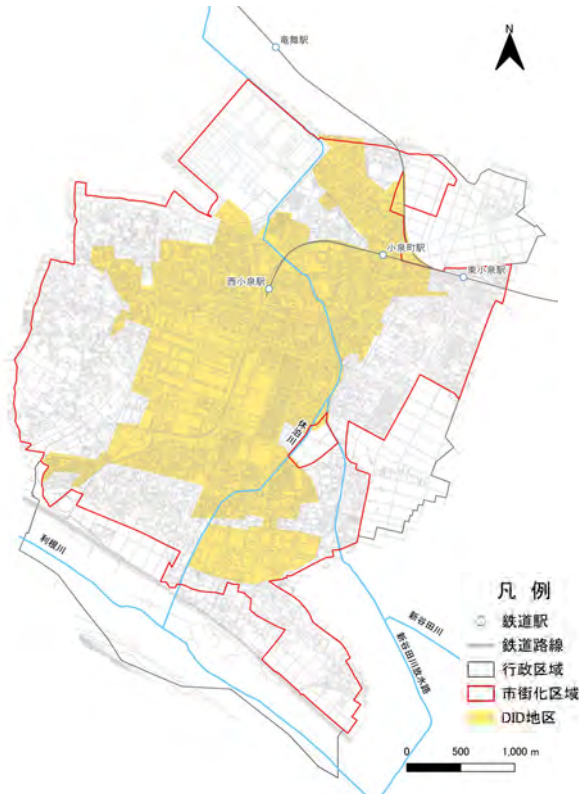 竜舞駅
N
小泉町駅
東小泉駅
西小泉駅
休泊川
利根川
新谷田川
新谷田川放水路
凡 例
鉄道駅
鉄道路線
行政区域
市街化区域
DID地区
0 500 1,000 m